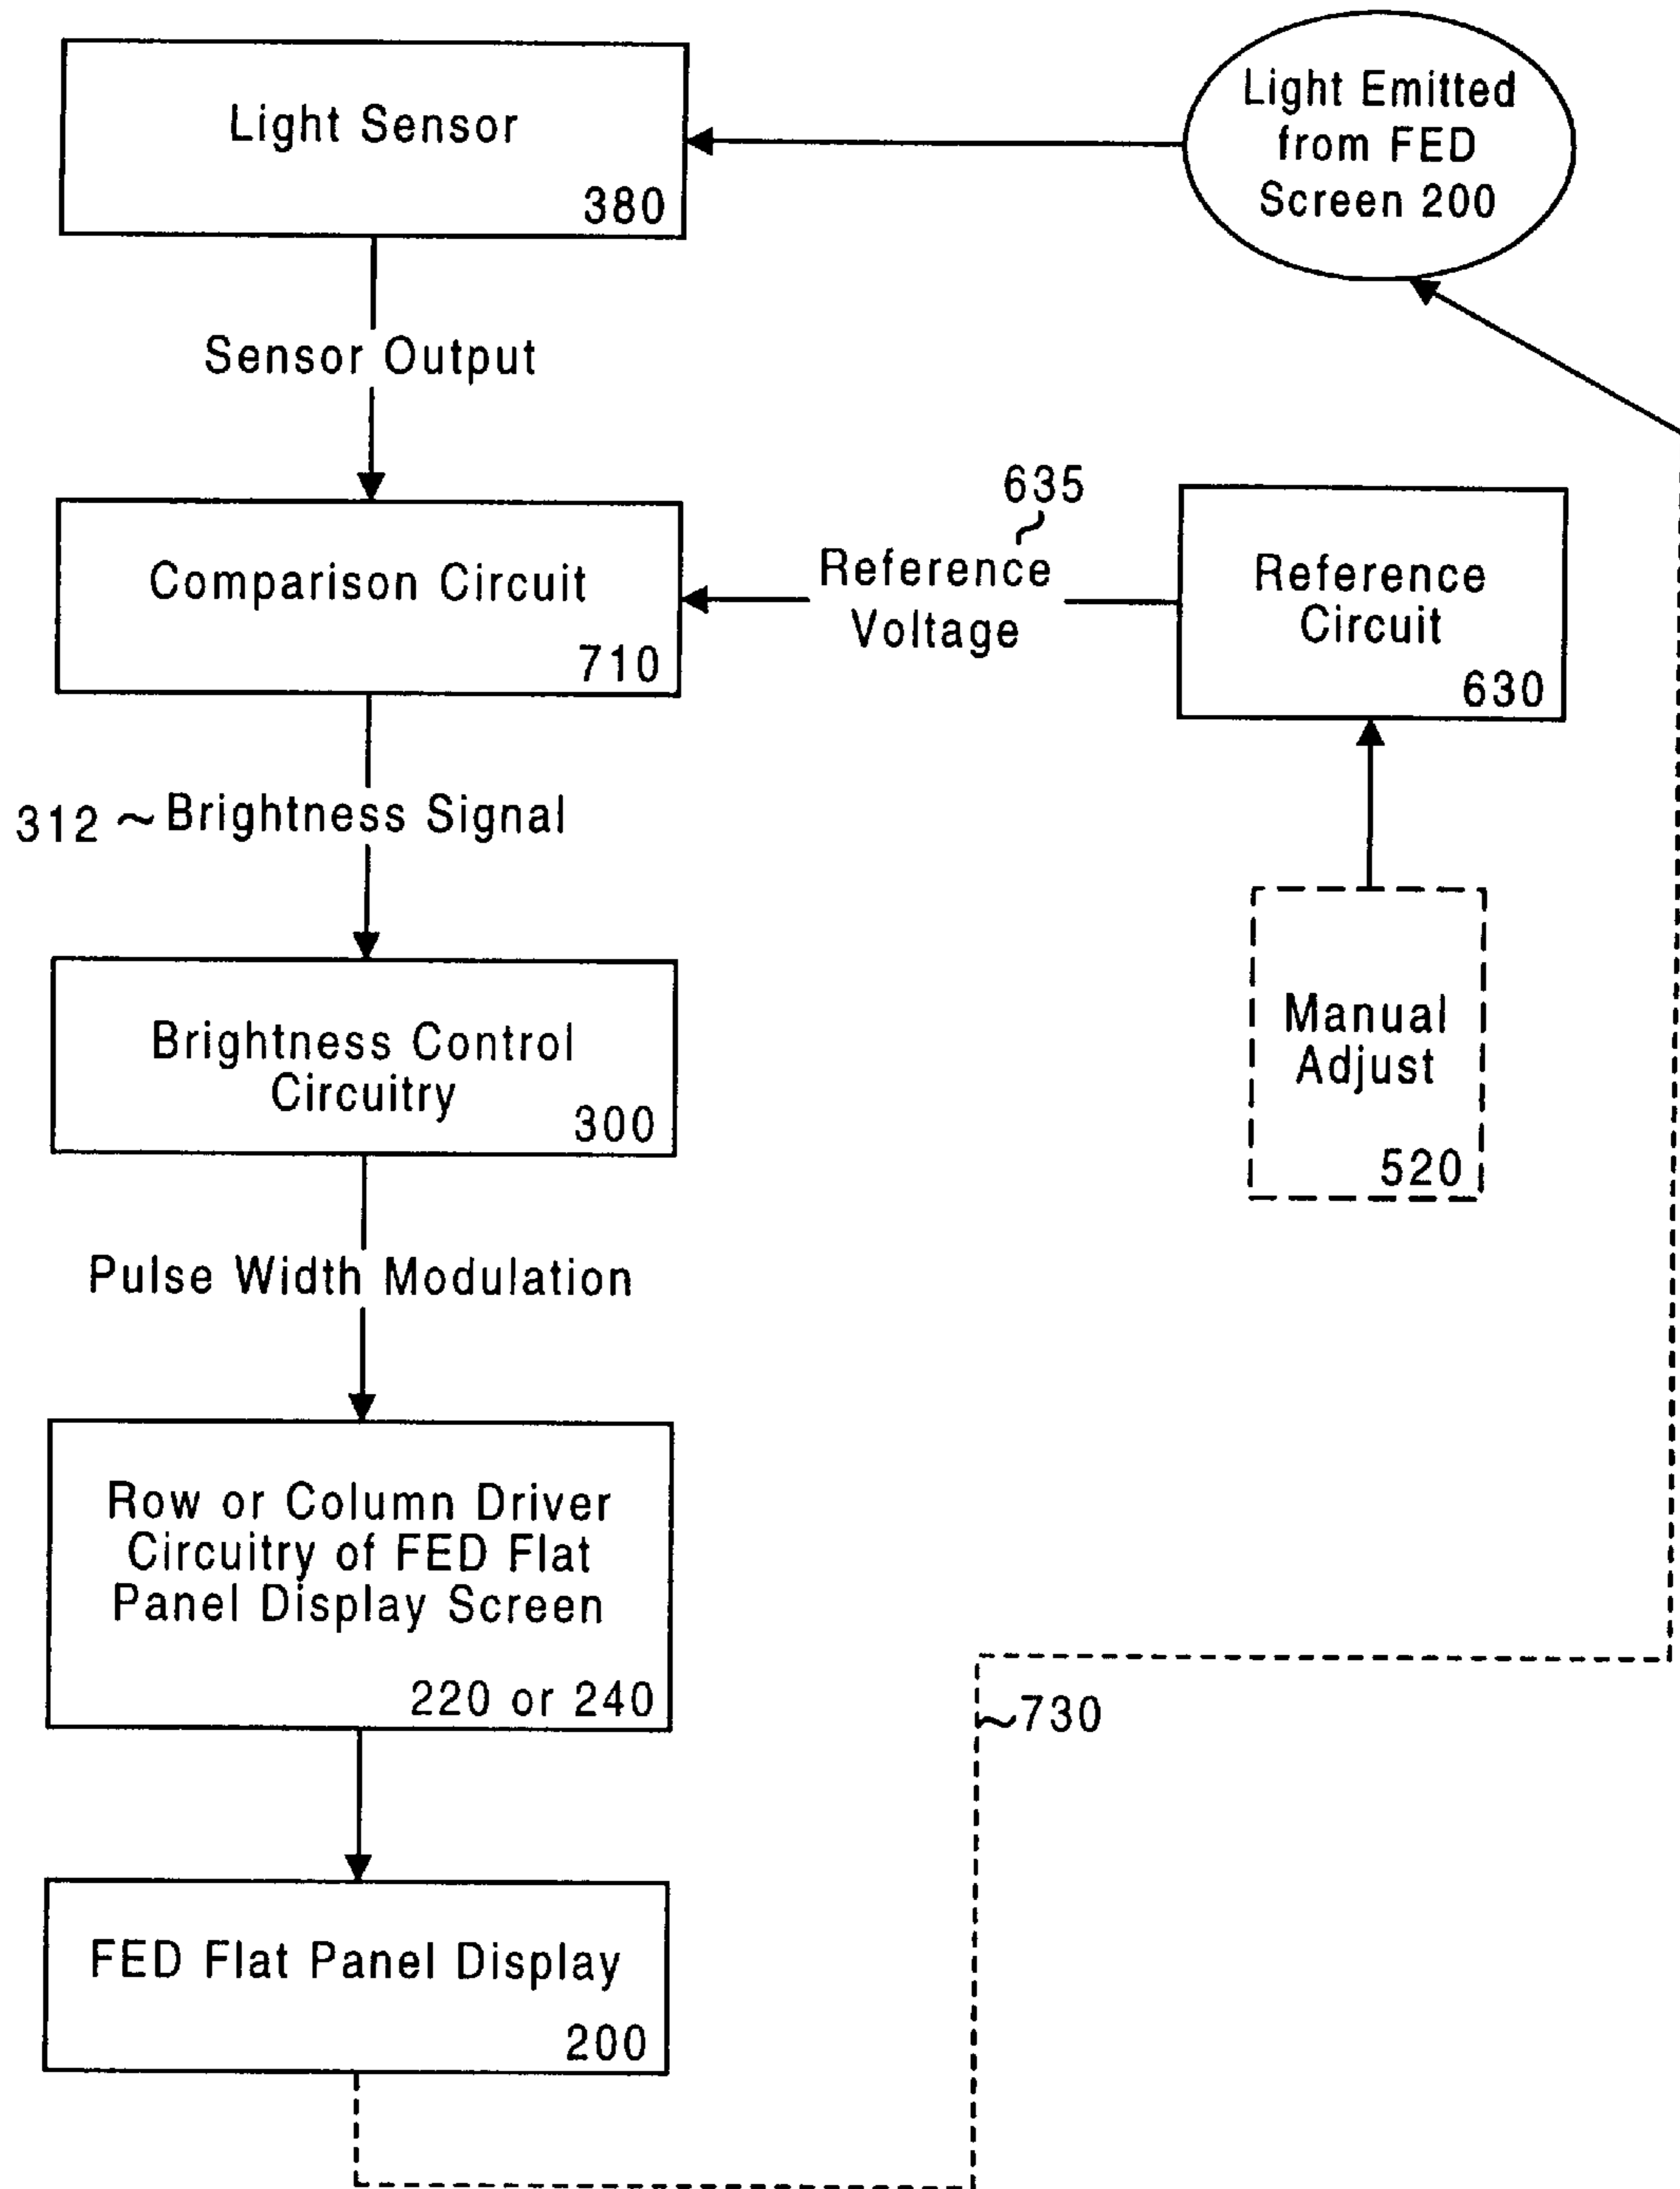 Light Sensor
380
Light Emitted
from FED
Screen 200
Sensor Output
635
Comparison Circuit
710
Reference
Voltage
Reference
Circuit
630
312 ~ Brightness Signal
Brightness Control
Circuitry
300
Manual
Adjust
520
Pulse Width Modulation
Row or Column Driver
Circuitry of FED Flat
Panel Display Screen
220 or 240
730
FED Flat Panel Display
200